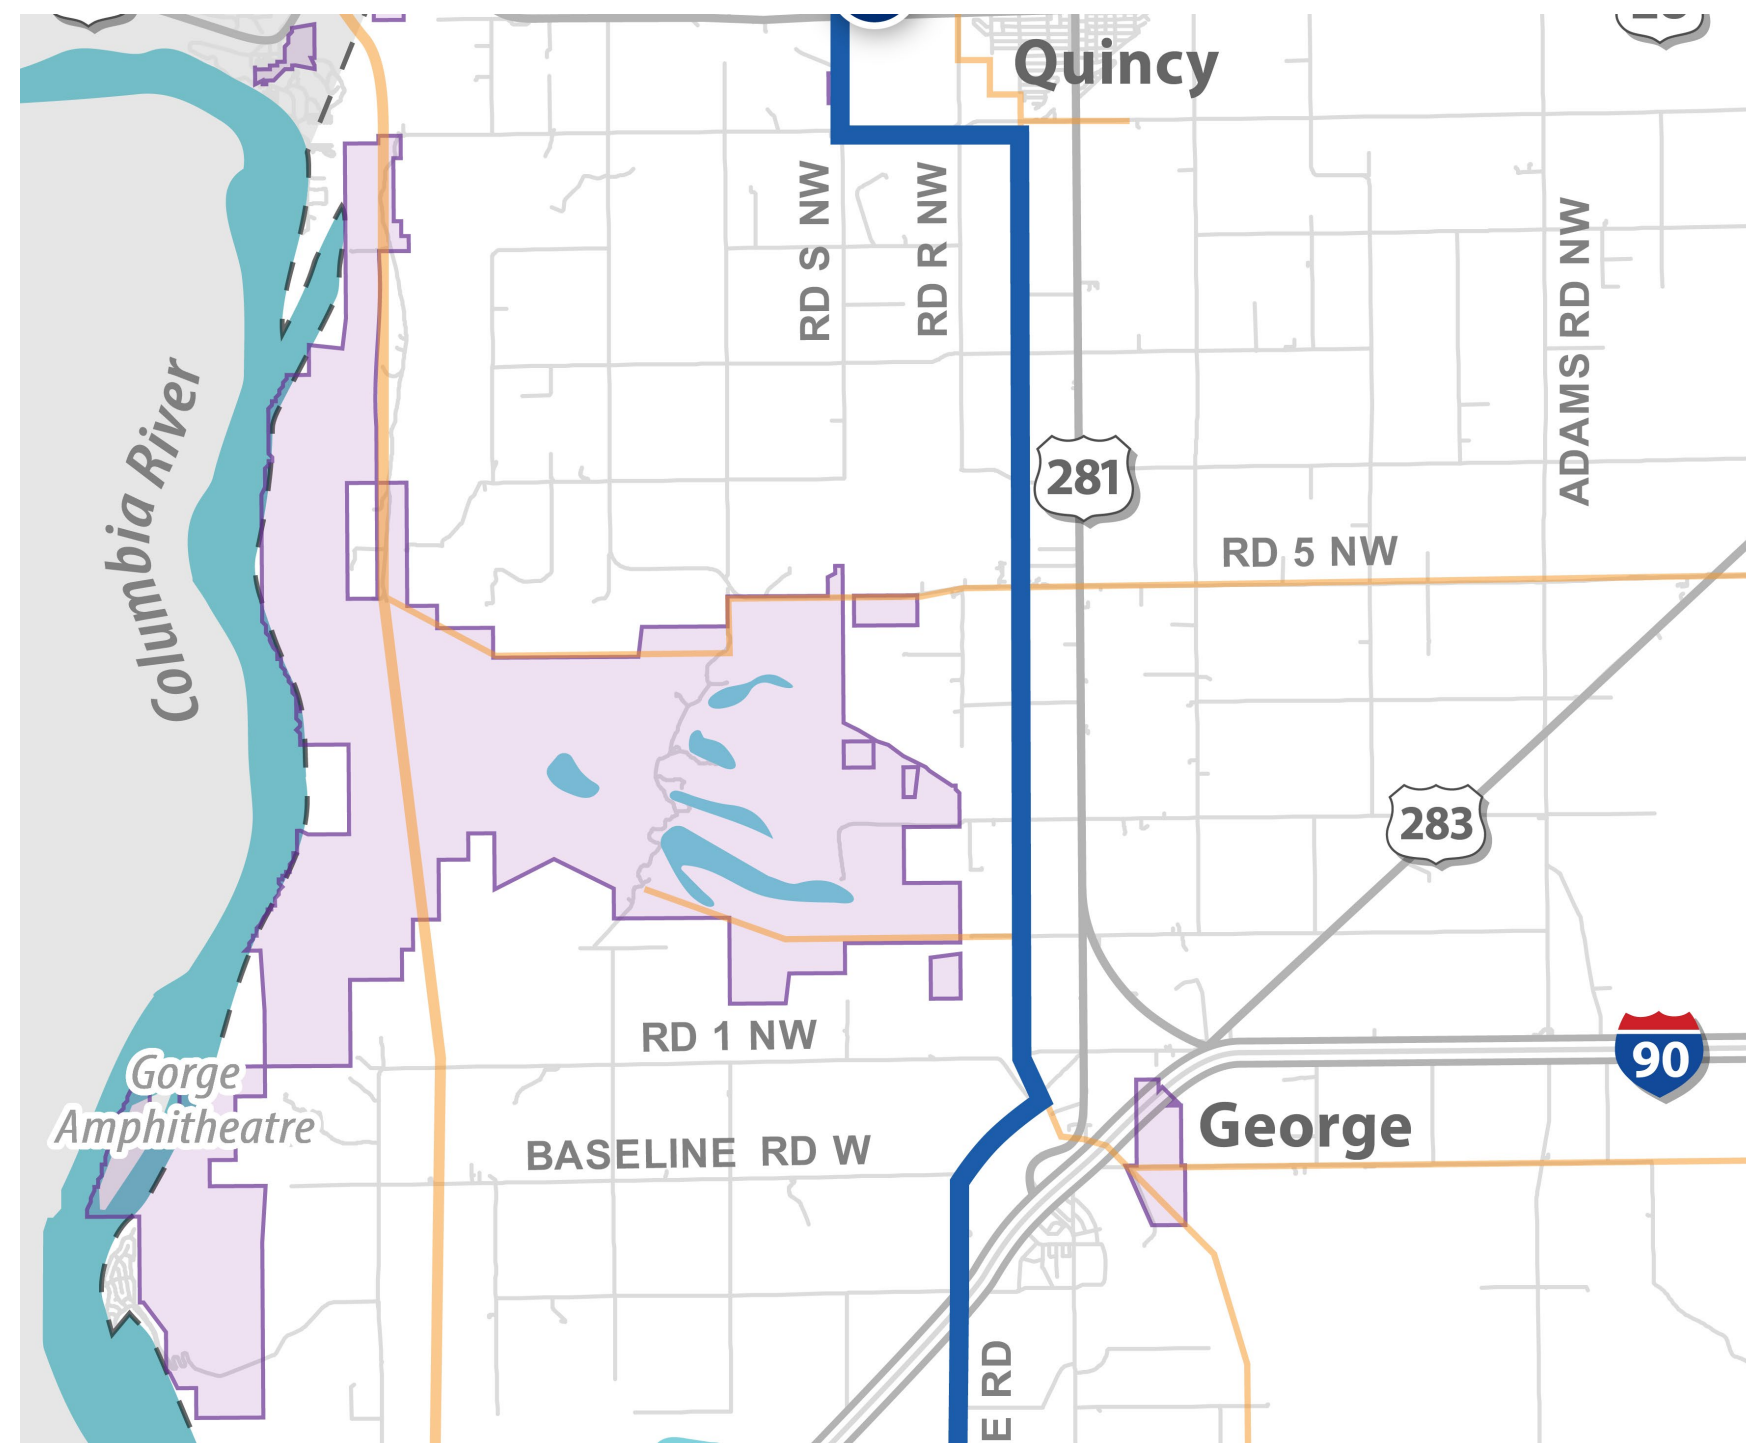 Quincy
RD S NW
RD R NW
ADAMS RD NW
Columbia River
281
RD 5 NW
283
RD 1 NW
90
Gorge
Amphitheatre
George
BASELINE RD W
E RD